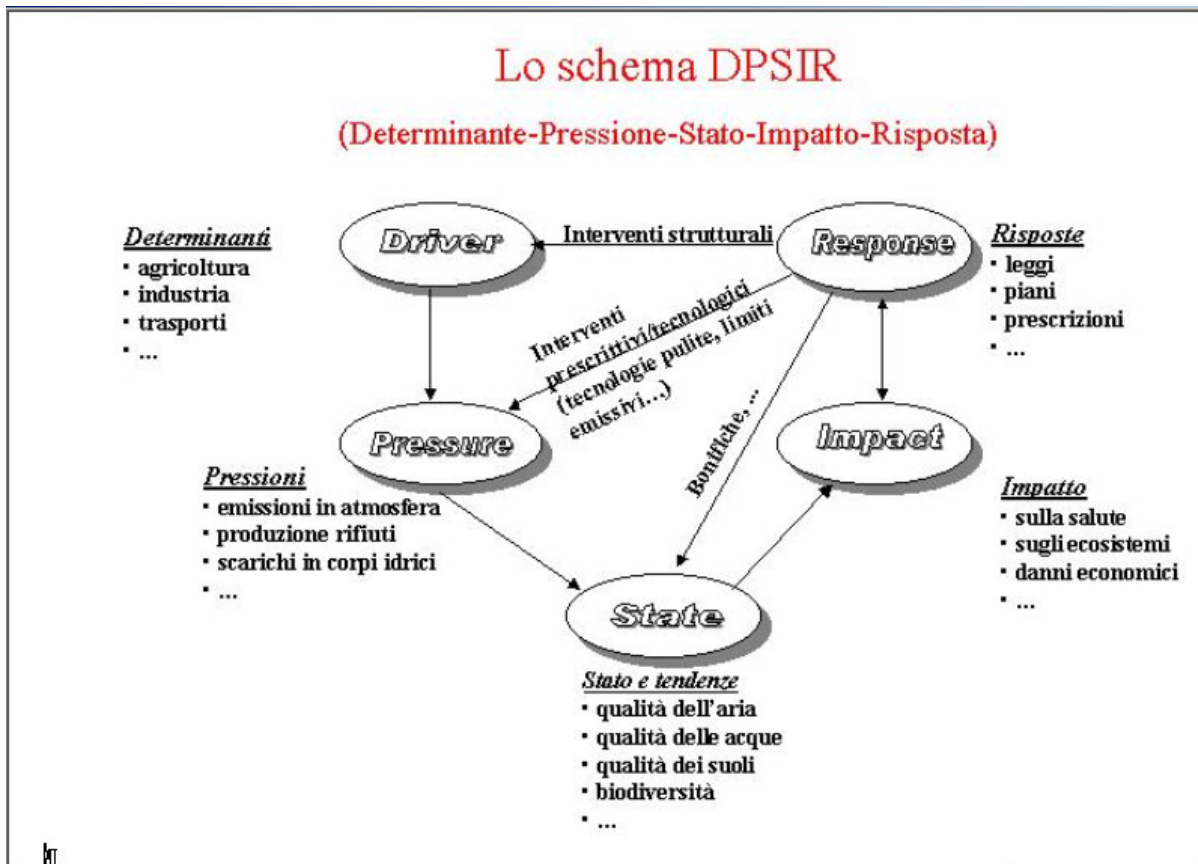 Lo schema DPSIR
(Determinante-Pressione-Stato-Impatto-Risposta)
Determinanti
▪ agricoltura
▪ industria
▪ trasporti
▪ ...
Driver
Interventi strutturali
Response
Risposte
▪ leggi
▪ piani
▪ prescrizioni
▪ ...
Interventi
prescrittivi/tecnologici
(tecnologie pulite, limiti
emissivi...)
Bonifiche, ...
Pressure
Pressioni
▪ emissioni in atmosfera
▪ produzione rifiuti
▪ scarichi in corpi idrici
▪ ...
Impact
Impatto
▪ sulla salute
▪ sugli ecosistemi
▪ danni economici
▪ ...
State
Stato e tendenze
▪ qualità dell'aria
▪ qualità delle acque
▪ qualità dei suoli
▪ biodiversità
▪ ...